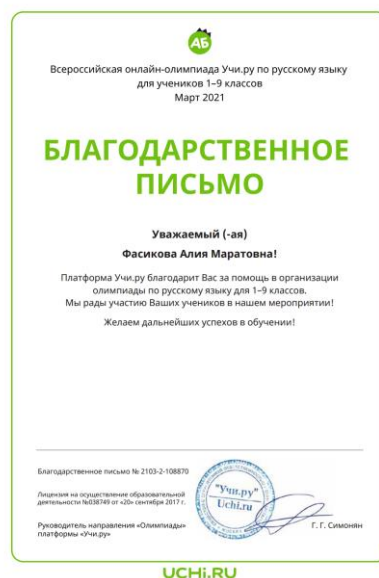 АБ
Всероссийская онлайн-олимпиада Учи.ру по русскому языку
для учеников 1–9 классов
Март 2021
БЛАГОДАРСТВЕННОЕ
ПИСЬМО
Уважаемый (-ая)
Фасикова Алия Маратовна!
Платформа Учи.ру благодарит Вас за помощь в организации
олимпиады по русскому языку для 1–9 классов.
Мы рады участию Ваших учеников в нашем мероприятии!
Желаем дальнейших успехов в обучении!
Благодарственное письмо № 2103-2-108870
Лицензия на осуществление образовательной
деятельности №038749 от «20» сентября 2017 г.
Руководитель направления «Олимпиады»
платформы «Учи.ру»
"Учи.ру"
Uchi.ru
Г. Г. Симонян
UCHi.RU